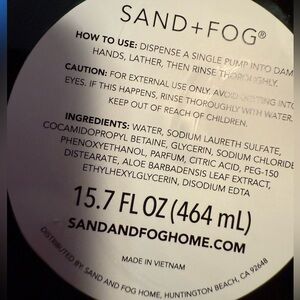 SAND+FOG®
HOW TO USE: DISPENSE A SINGLE PUMP INTO DAM
HANDS, LATHER, THEN RINSE THOROUGHLY.
CAUTION: FOR EXTERNAL USE ONLY. AVOID GETTING INTO
EYES. IF THIS HAPPENS, RINSE THOROUGHLY WITH WATER.
KEEP OUT OF REACH OF CHILDREN.
INGREDIENTS: WATER, SODIUM LAURETH SULFATE,
COCAMIDOPROPYL BETAINE, GLYCERIN, SODIUM CHLORIDE
PHENOXYETHANOL, PARFUM, CITRIC ACID, PEG-150
DISTEARATE, ALOE BARBADENSIS LEAF EXTRACT,
ETHYLHEXYLGLYCERIN, DISODIUM EDTA
15.7 FL OZ (464 mL)
SANDANDFOGHOME.COM
MADE IN VIETNAM
DISTRIBUTED BY: SAND AND FOG HOME, HUNTINGTON BEACH, CA 92648